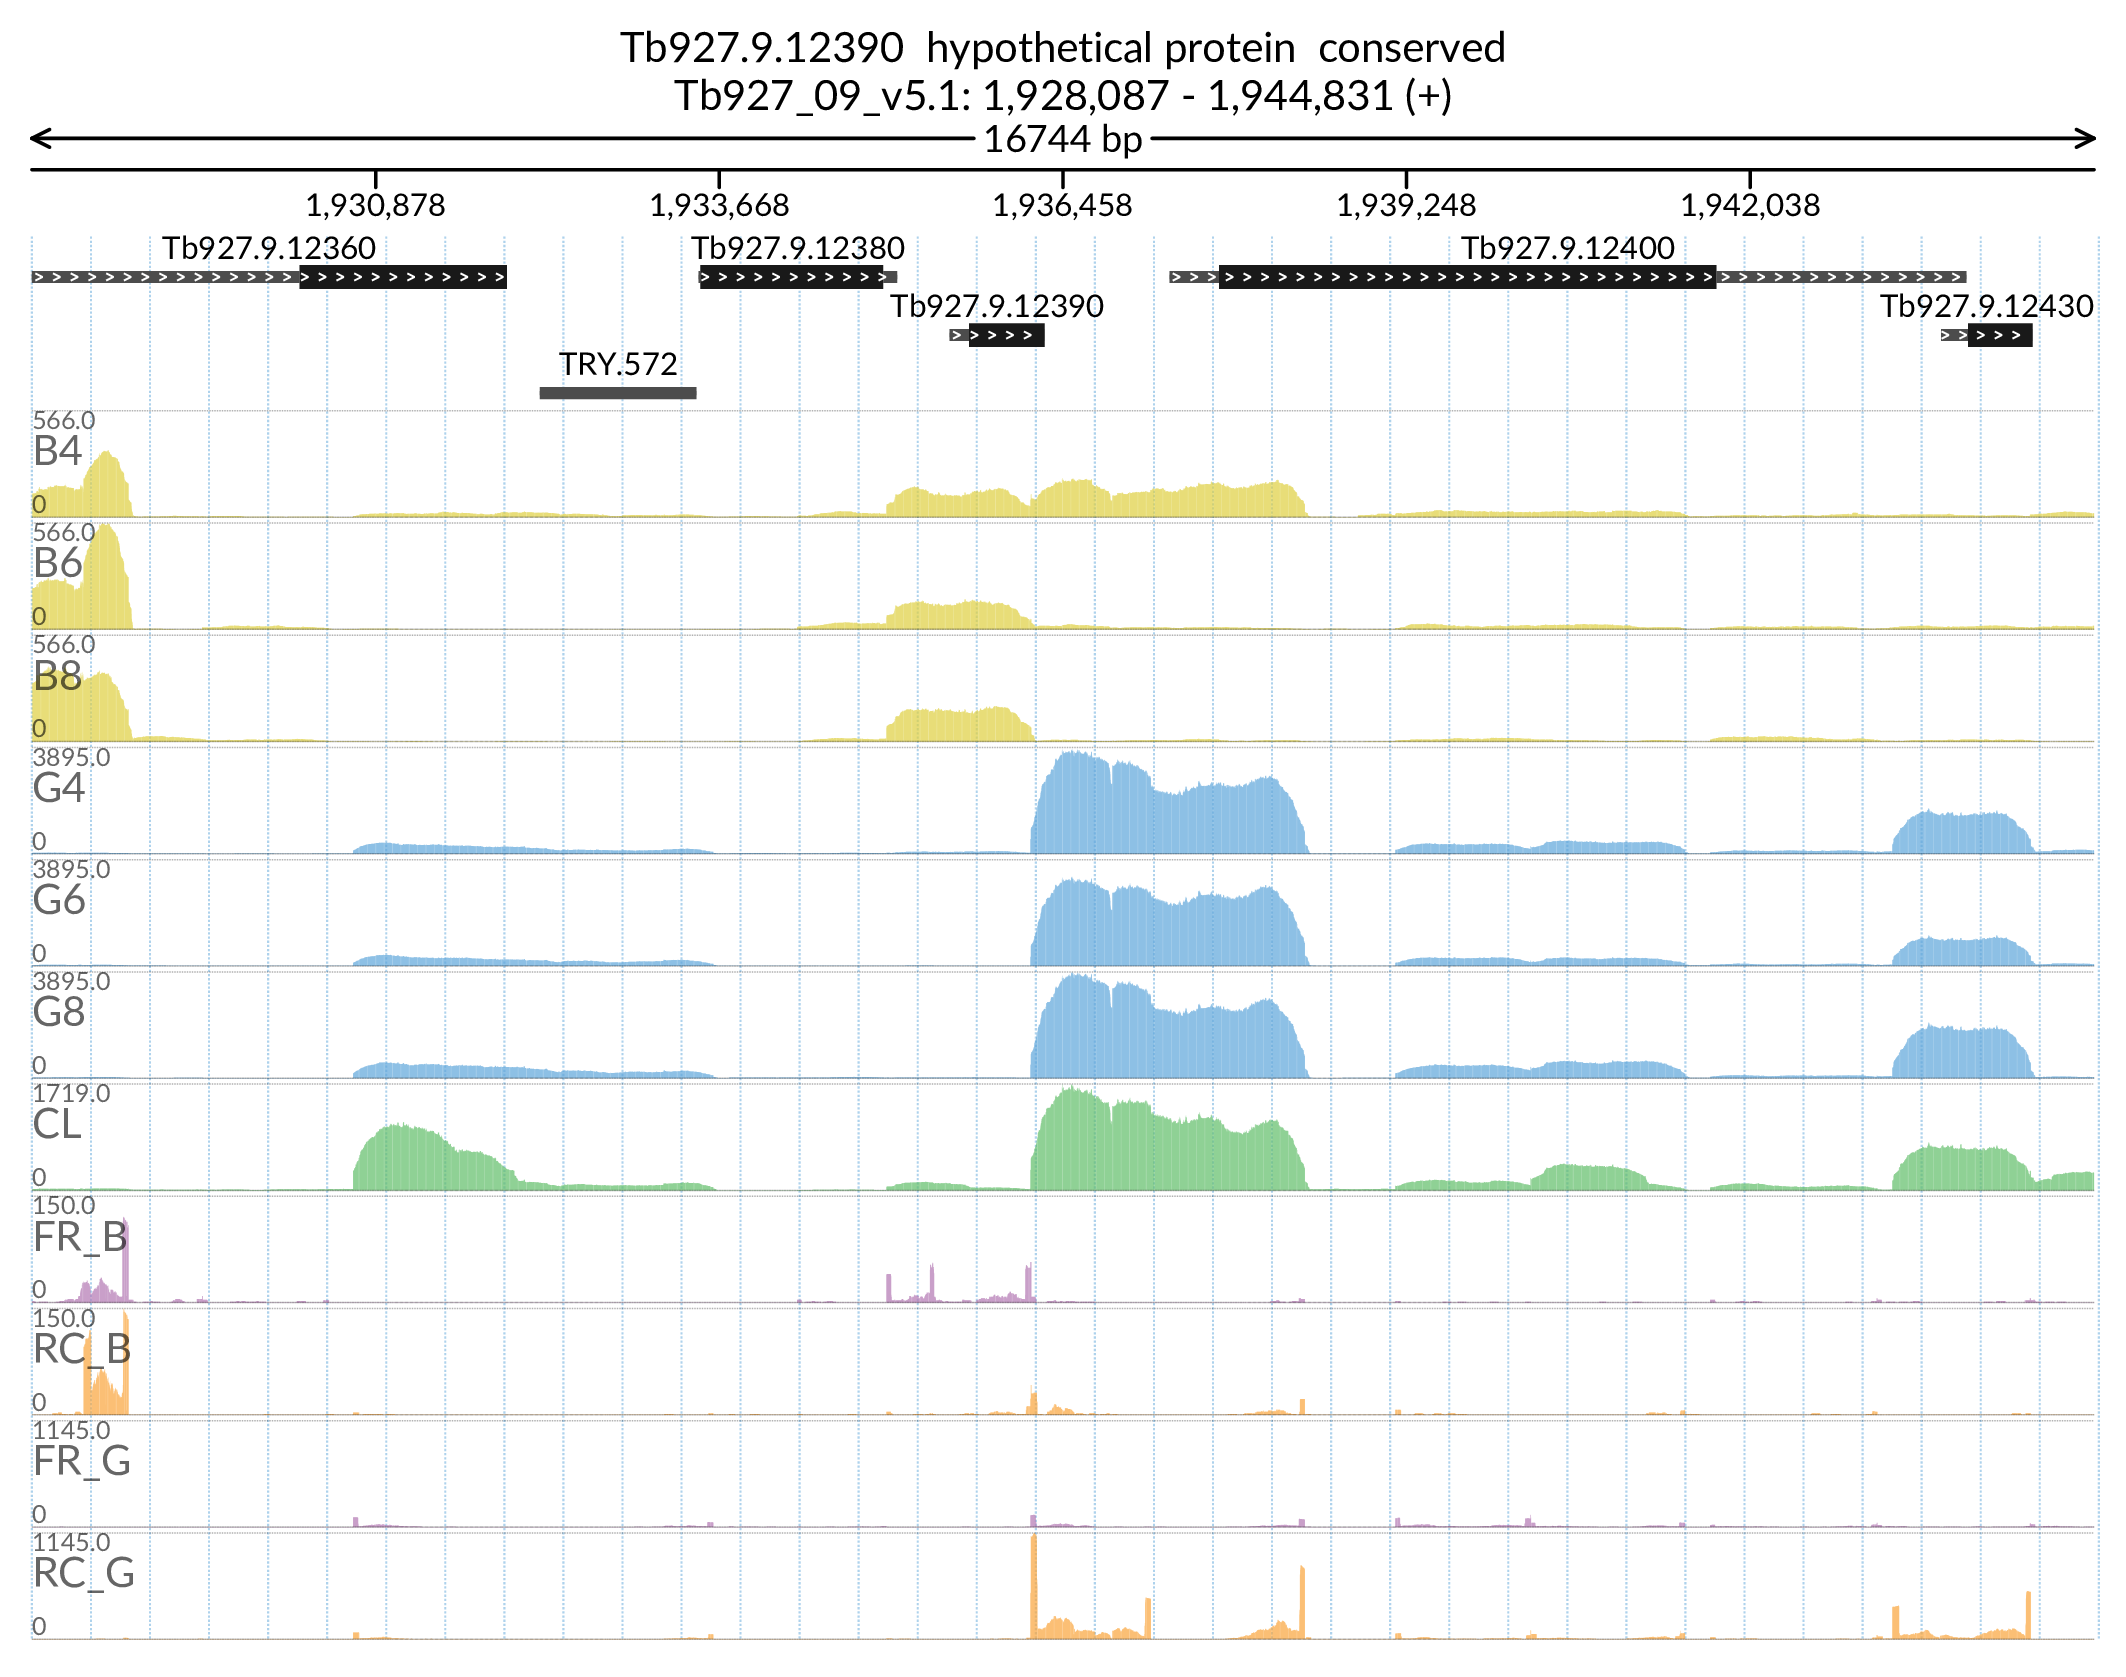 Tb927.9.12390 hypothetical protein conserved
Tb927_09_v5.1: 1,928,087 - 1,944,831 (+)
16744 bp
1,930,878 1,933,668 1,936,458 1,939,248 1,942,038
Tb927.9.12360 Tb927.9.12380 Tb927.9.12400
Tb927.9.12390 Tb927.9.12430
TRY.572
566.0
B4
0
566.0
B6
0
566.0
B8
0
3895.0
G4
0
3895.0
G6
0
3895.0
G8
0
1719.0
CL
0
150.0
FR_B
0
150.0
RC_B
0
1145.0
FR_G
0
1145.0
RC_G
0